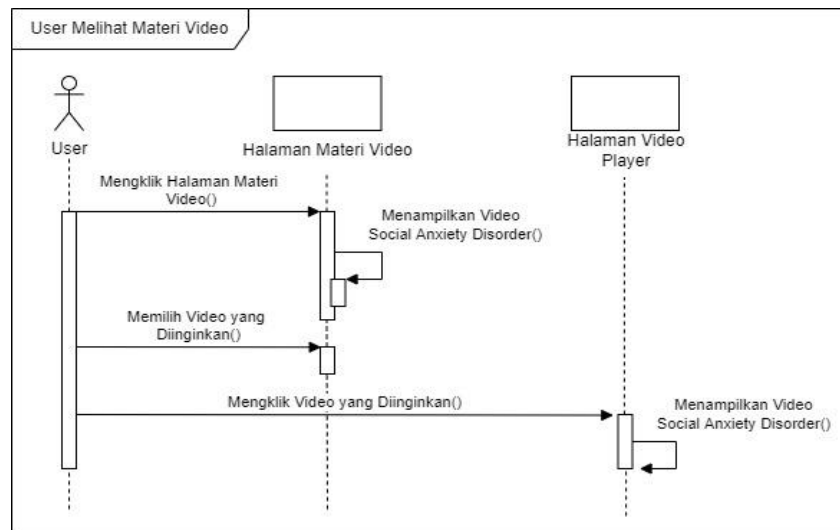 User Melihat Materi Video
User
Halaman Materi Video
Halaman Video
Player
Mengklik Halaman Materi
Video()
Menampilkan Video
Social Anxiety Disorder()
Memilih Video yang
Diinginkan()
Mengklik Video yang Diinginkan()
Menampilkan Video
Social Anxiety Disorder()